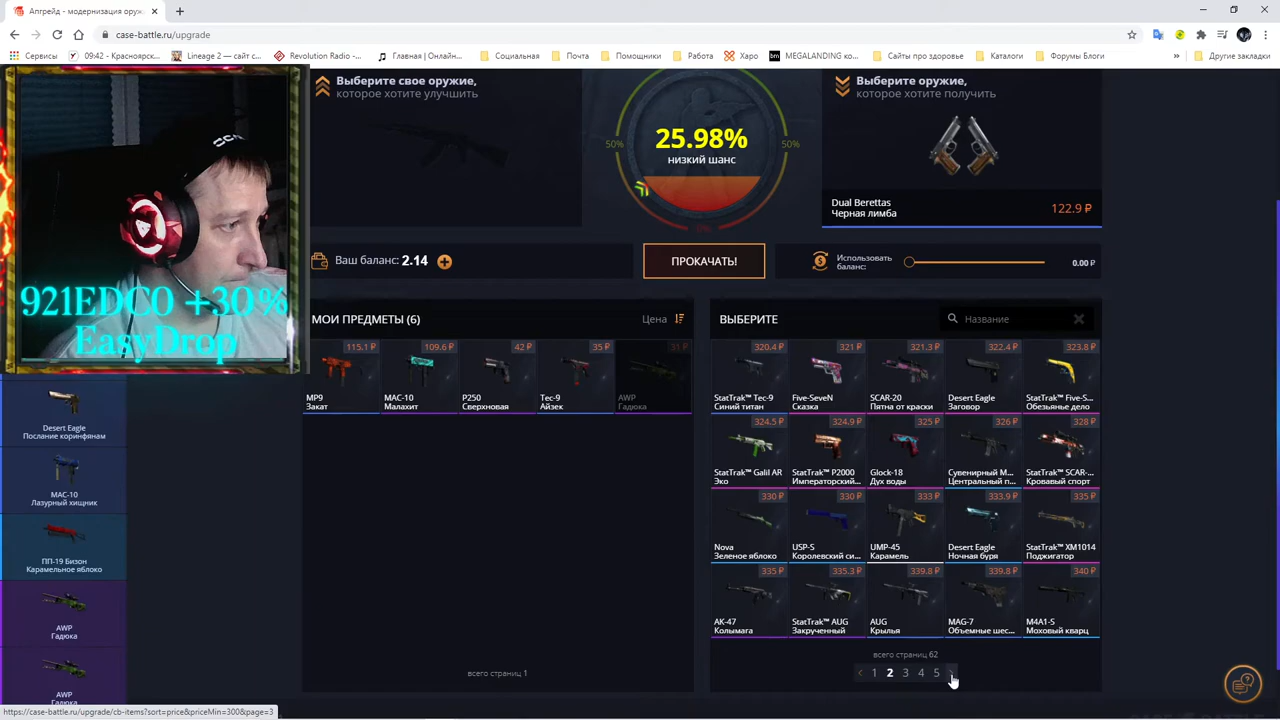 Апгрейд - модернизация оруж
case-battle.ru/upgrade
Сервисы
09:42 - Красноярск...
Lineage 2 — сайт с...
Revolution Radio -...
Главная | Онлайн...
Социальная
Почта
Помощники
Работа
Харо
MEGALANDING ко...
Сайты про здоровье
Каталоги
Форумы Блоги
Другие закладки
Выберите свое оружие,
которое хотите улучшить
50%
25.98%
низкий шанс
50%
0%
Выберите оружие,
которое хотите получить
Dual Berettas
Черная лимба
122.9 ₽
Ваш баланс: 2.14
ПРОКАЧАТЬ!
Использовать
баланс:
0.00 ₽
921EDC0 +30%
EasyDrop
МОИ ПРЕДМЕТЫ (6)
Цена
ВЫБЕРИТЕ
Название
115.1 ₽
MP9
Закат
109.6 ₽
MAC-10
Малахит
42 ₽
P250
Сверхновая
35 ₽
Tec-9
Айзек
31 ₽
AWP
Гадюка
всего страниц 1
320.4 ₽
StatTrak™ Tec-9
Синий титан
321 ₽
Five-SeveN
Сказка
321.3 ₽
SCAR-20
Пятна от краски
322.4 ₽
Desert Eagle
Заговор
323.8 ₽
StatTrak™ Five-S...
Обезьянье дело
324.5 ₽
StatTrak™ Galil AR
Эко
324.9 ₽
StatTrak™ P2000
Императорский...
325 ₽
Glock-18
Дух воды
326 ₽
Сувенирный M...
Центральный п...
328 ₽
StatTrak™ SCAR-...
Кровавый спорт
330 ₽
Nova
Зеленое яблоко
330 ₽
USP-S
Королевский си...
333 ₽
UMP-45
Карамель
333.9 ₽
Desert Eagle
Ночная буря
335 ₽
StatTrak™ XM1014
Поджигатор
335 ₽
AK-47
Колымага
335.3 ₽
StatTrak™ AUG
Закрученный
339.8 ₽
AUG
Крылья
339.8 ₽
MAG-7
Объемные шес...
340 ₽
M4A1-S
Моховый кварц
всего страниц 62
1 2 3 4 5
Desert Eagle
Послание коринфянам
MAC-10
Лазурный хищник
ПП-19 Бизон
Карамельное яблоко
AWP
Гадюка
AWP
Гадюка
https://case-battle.ru/upgrade/cb-items?sort=price&priceMin=300&page=3